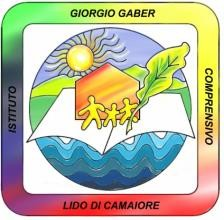 GIORGIO GABER
ISTITUTO
COMPRENSIVO
LIDO DI CAMAIORE